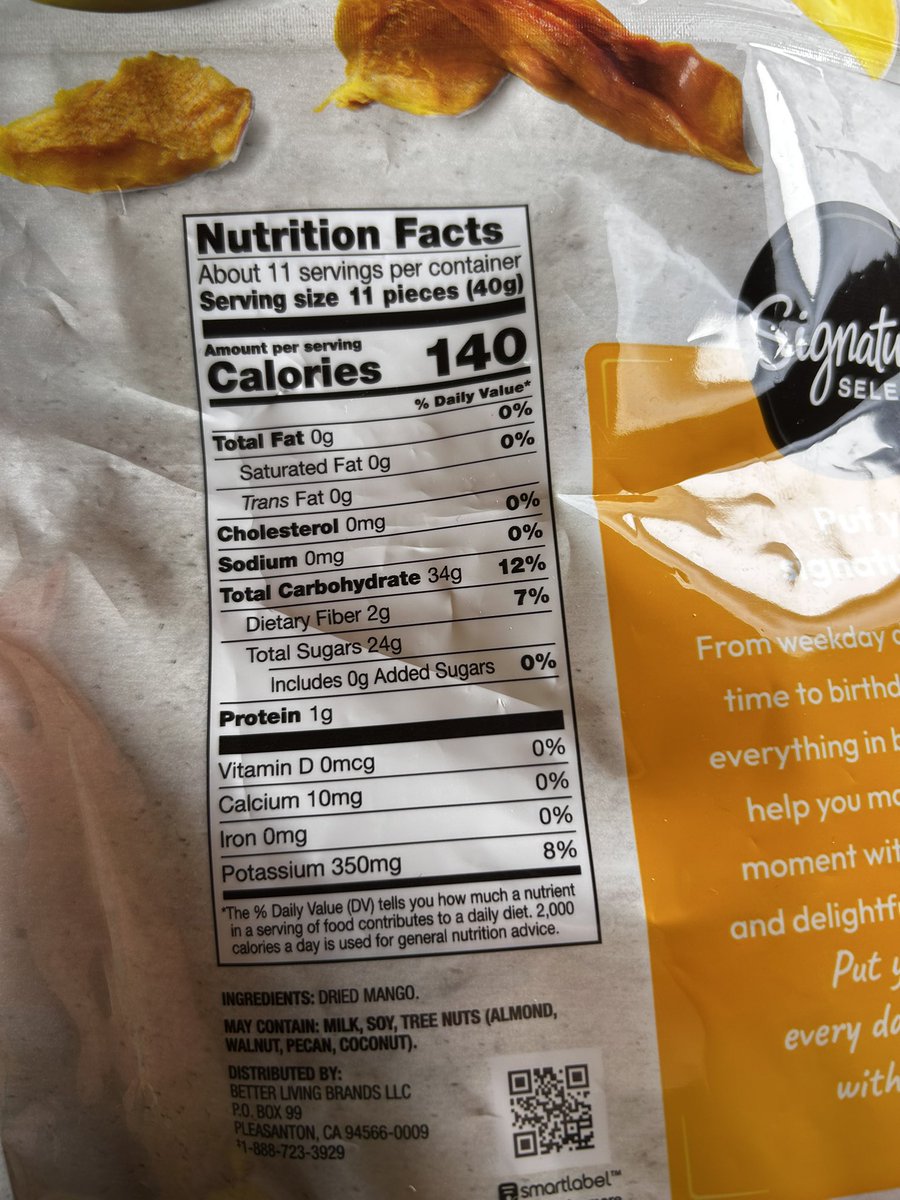 Nutrition Facts
About 11 servings per container
Serving size 11 pieces (40g)
Amount per serving
Calories 140
% Daily Value*
Total Fat 0g 0%
Saturated Fat 0g 0%
Trans Fat 0g
Cholesterol 0mg 0%
Sodium 0mg 0%
Total Carbohydrate 34g 12%
Dietary Fiber 2g 7%
Total Sugars 24g
Includes 0g Added Sugars 0%
Protein 1g
Vitamin D 0mcg 0%
Calcium 10mg 0%
Iron 0mg 0%
Potassium 350mg 8%
*The % Daily Value (DV) tells you how much a nutrient
in a serving of food contributes to a daily diet. 2,000
calories a day is used for general nutrition advice.
INGREDIENTS: DRIED MANGO.
MAY CONTAIN: MILK, SOY, TREE NUTS (ALMOND,
WALNUT, PECAN, COCONUT).
DISTRIBUTED BY:
BETTER LIVING BRANDS LLC
P.O. BOX 99
PLEASANTON, CA 94566-0009
1-888-723-3929
smartlabel™
Signatu
SELE
Put y
signatu
From weekday
time to birthd
everything in b
help you mo
moment wit
and delightf
Put y
every da
with